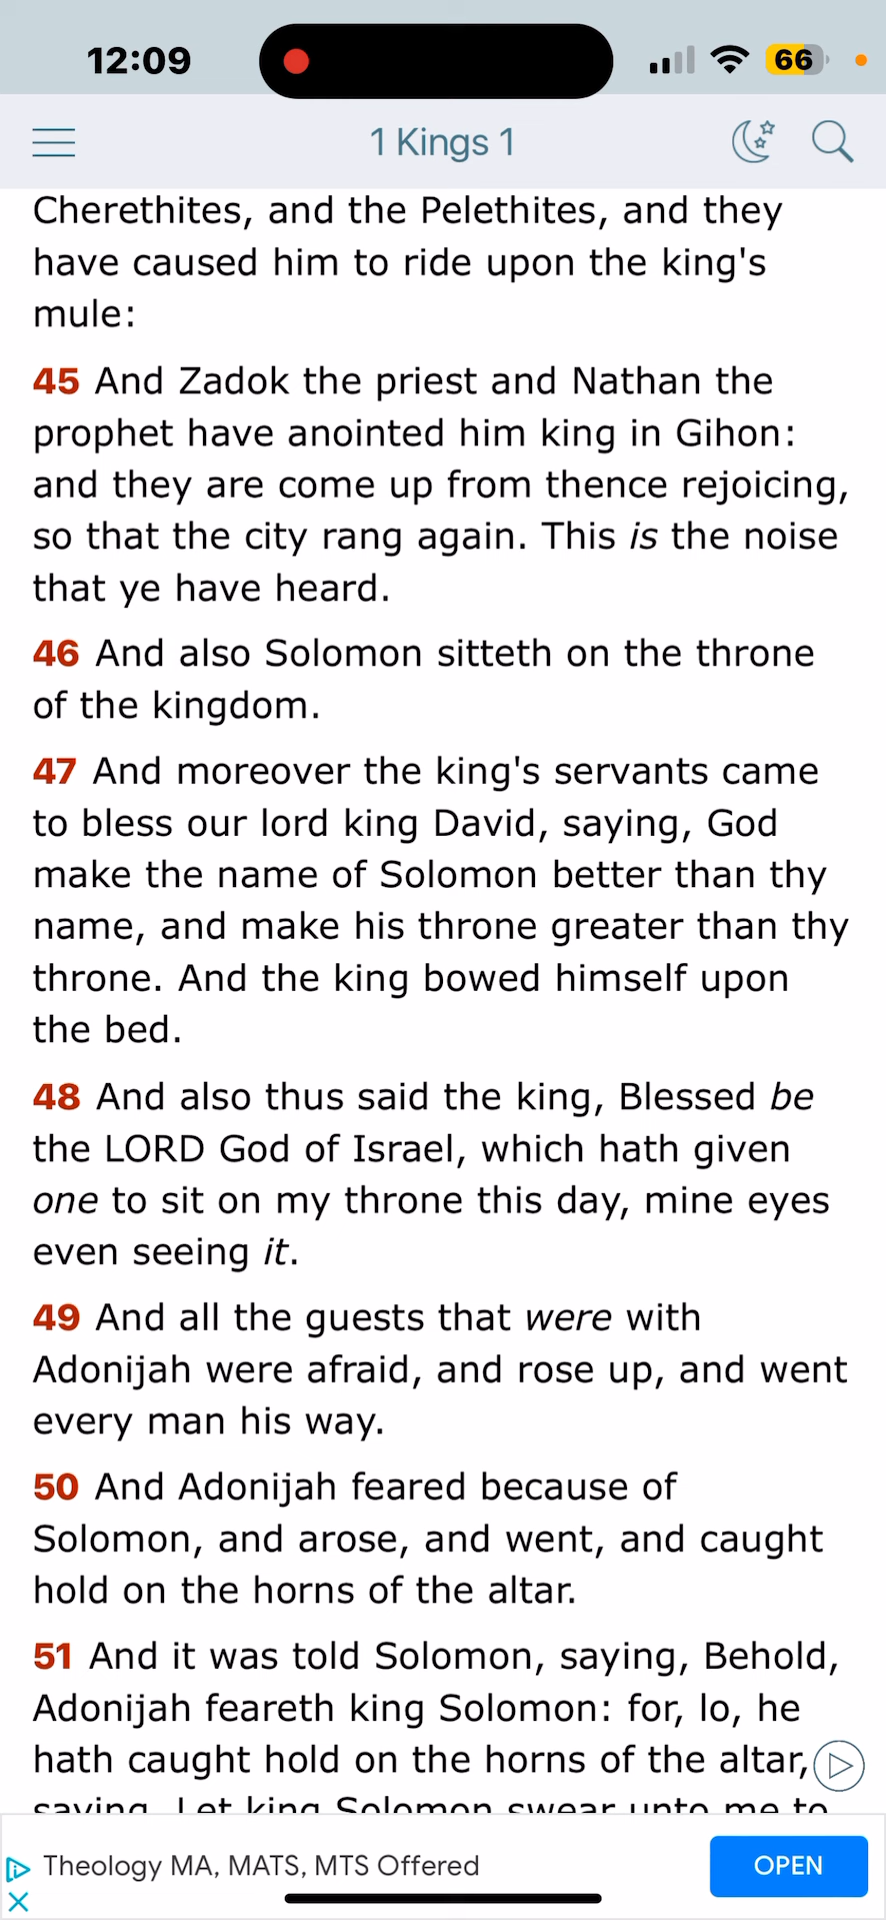 12:09
66
1 Kings 1
Cherethites, and the Pelethites, and they
have caused him to ride upon the king's
mule:
45 And Zadok the priest and Nathan the
prophet have anointed him king in Gihon:
and they are come up from thence rejoicing,
so that the city rang again. This is the noise
that ye have heard.
46 And also Solomon sitteth on the throne
of the kingdom.
47 And moreover the king's servants came
to bless our lord king David, saying, God
make the name of Solomon better than thy
name, and make his throne greater than thy
throne. And the king bowed himself upon
the bed.
48 And also thus said the king, Blessed be
the LORD God of Israel, which hath given
one to sit on my throne this day, mine eyes
even seeing it.
49 And all the guests that were with
Adonijah were afraid, and rose up, and went
every man his way.
50 And Adonijah feared because of
Solomon, and arose, and went, and caught
hold on the horns of the altar.
51 And it was told Solomon, saying, Behold,
Adonijah feareth king Solomon: for, lo, he
hath caught hold on the horns of the altar,
saying, Let king Solomon swear unto me to
Theology MA, MATS, MTS Offered
OPEN